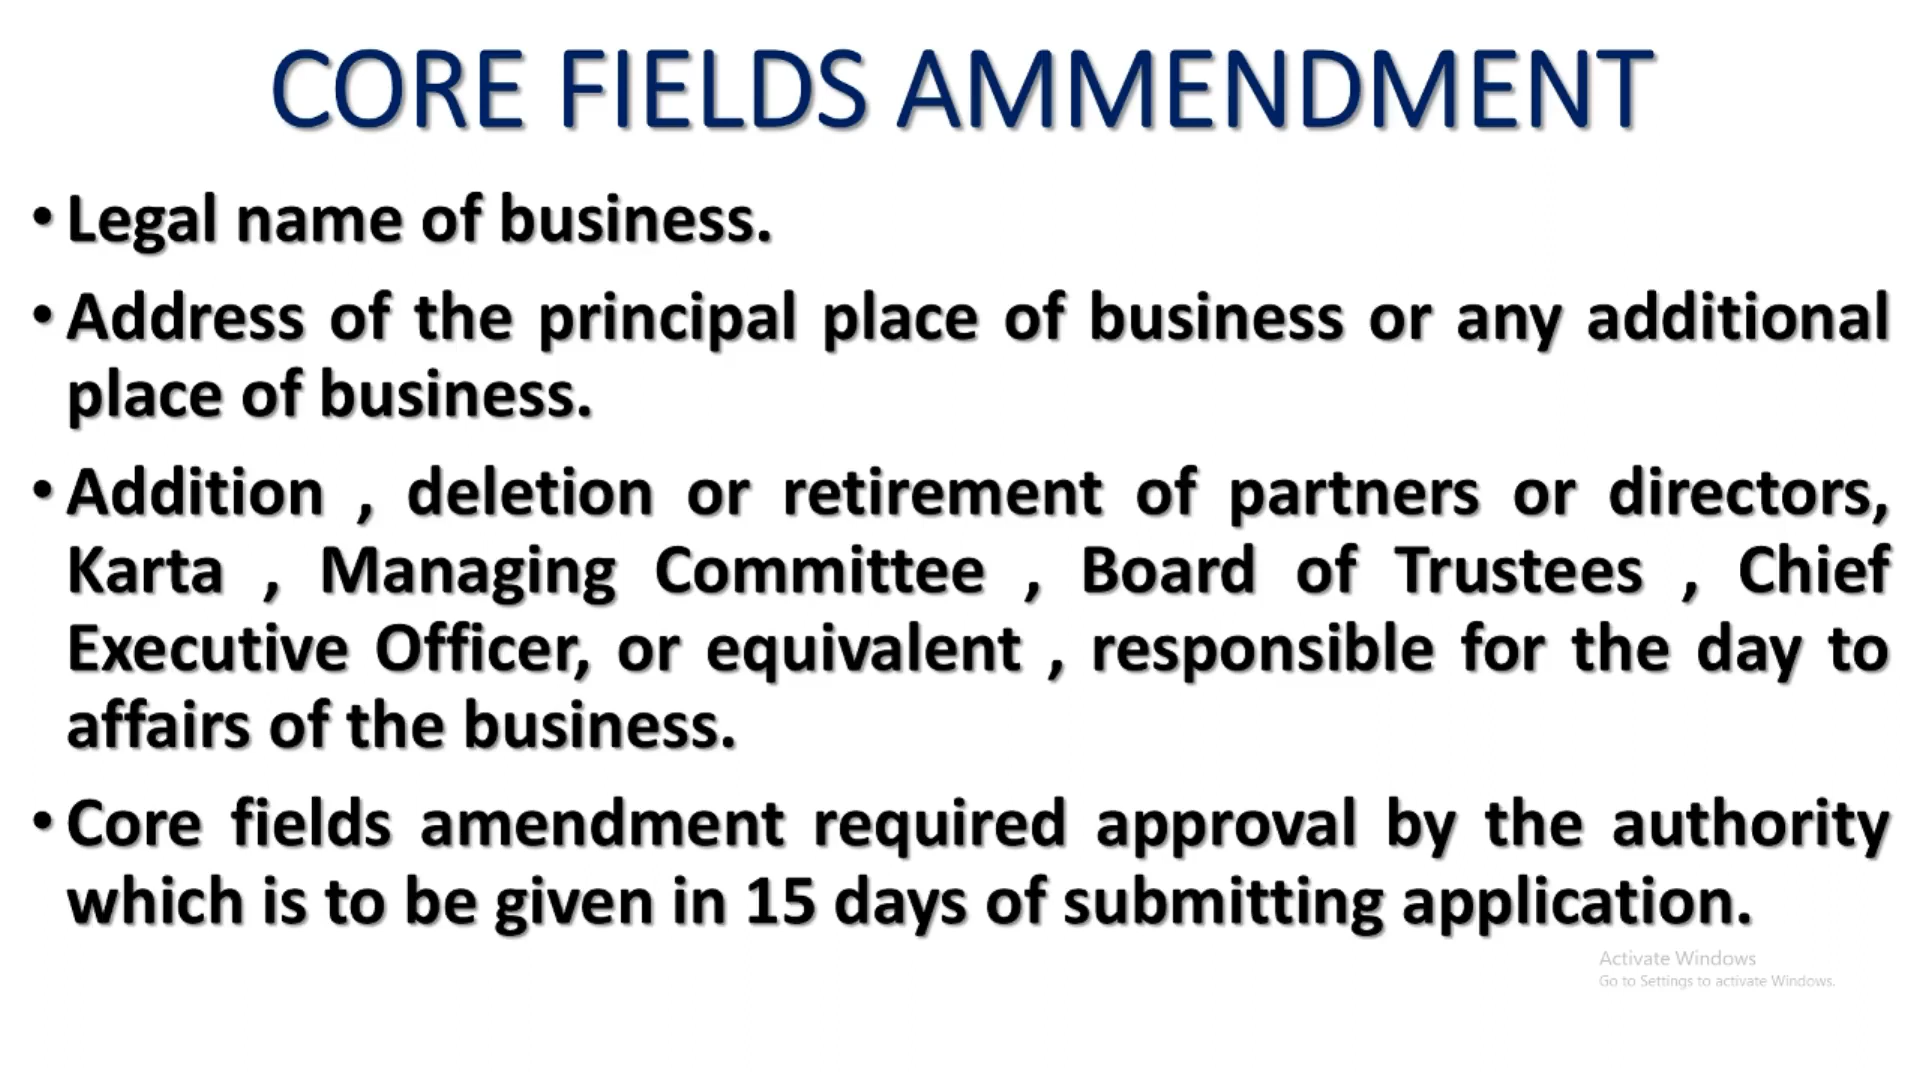 CORE FIELDS AMMENDMENT
• Legal name of business.
• Address of the principal place of business or any additional
place of business.
• Addition , deletion or retirement of partners or directors,
Karta , Managing Committee , Board of Trustees , Chief
Executive Officer, or equivalent , responsible for the day to
affairs of the business.
• Core fields amendment required approval by the authority
which is to be given in 15 days of submitting application.
Activate Windows
Go to Settings to activate Windows.